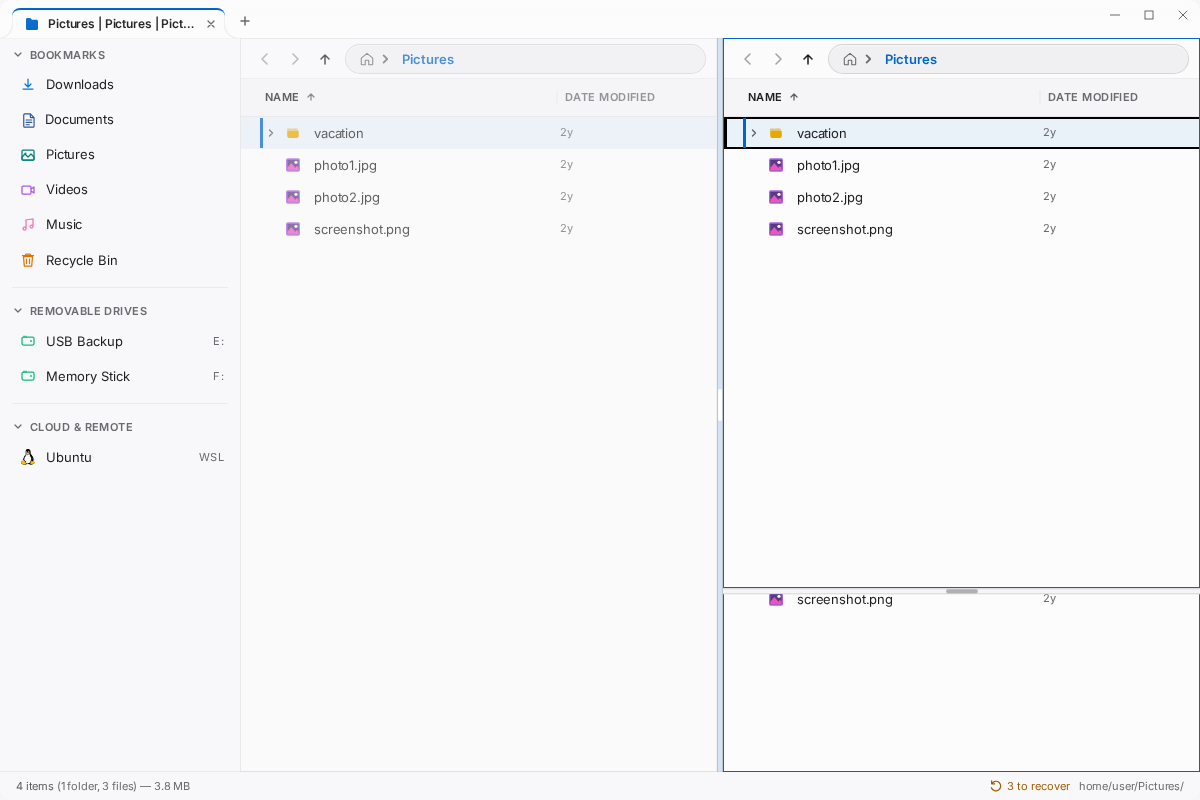 Pictures | Pictures | Pict...
BOOKMARKS
Downloads
Documents
Pictures
Videos
Music
Recycle Bin
REMOVABLE DRIVES
USB Backup E:
Memory Stick F:
CLOUD & REMOTE
Ubuntu WSL
Pictures
NAME DATE MODIFIED
vacation 2y
photo1.jpg 2y
photo2.jpg 2y
screenshot.png 2y
Pictures
NAME DATE MODIFIED
vacation 2y
photo1.jpg 2y
photo2.jpg 2y
screenshot.png 2y
screenshot.png 2y
4 items (1 folder, 3 files) — 3.8 MB
3 to recover home/user/Pictures/